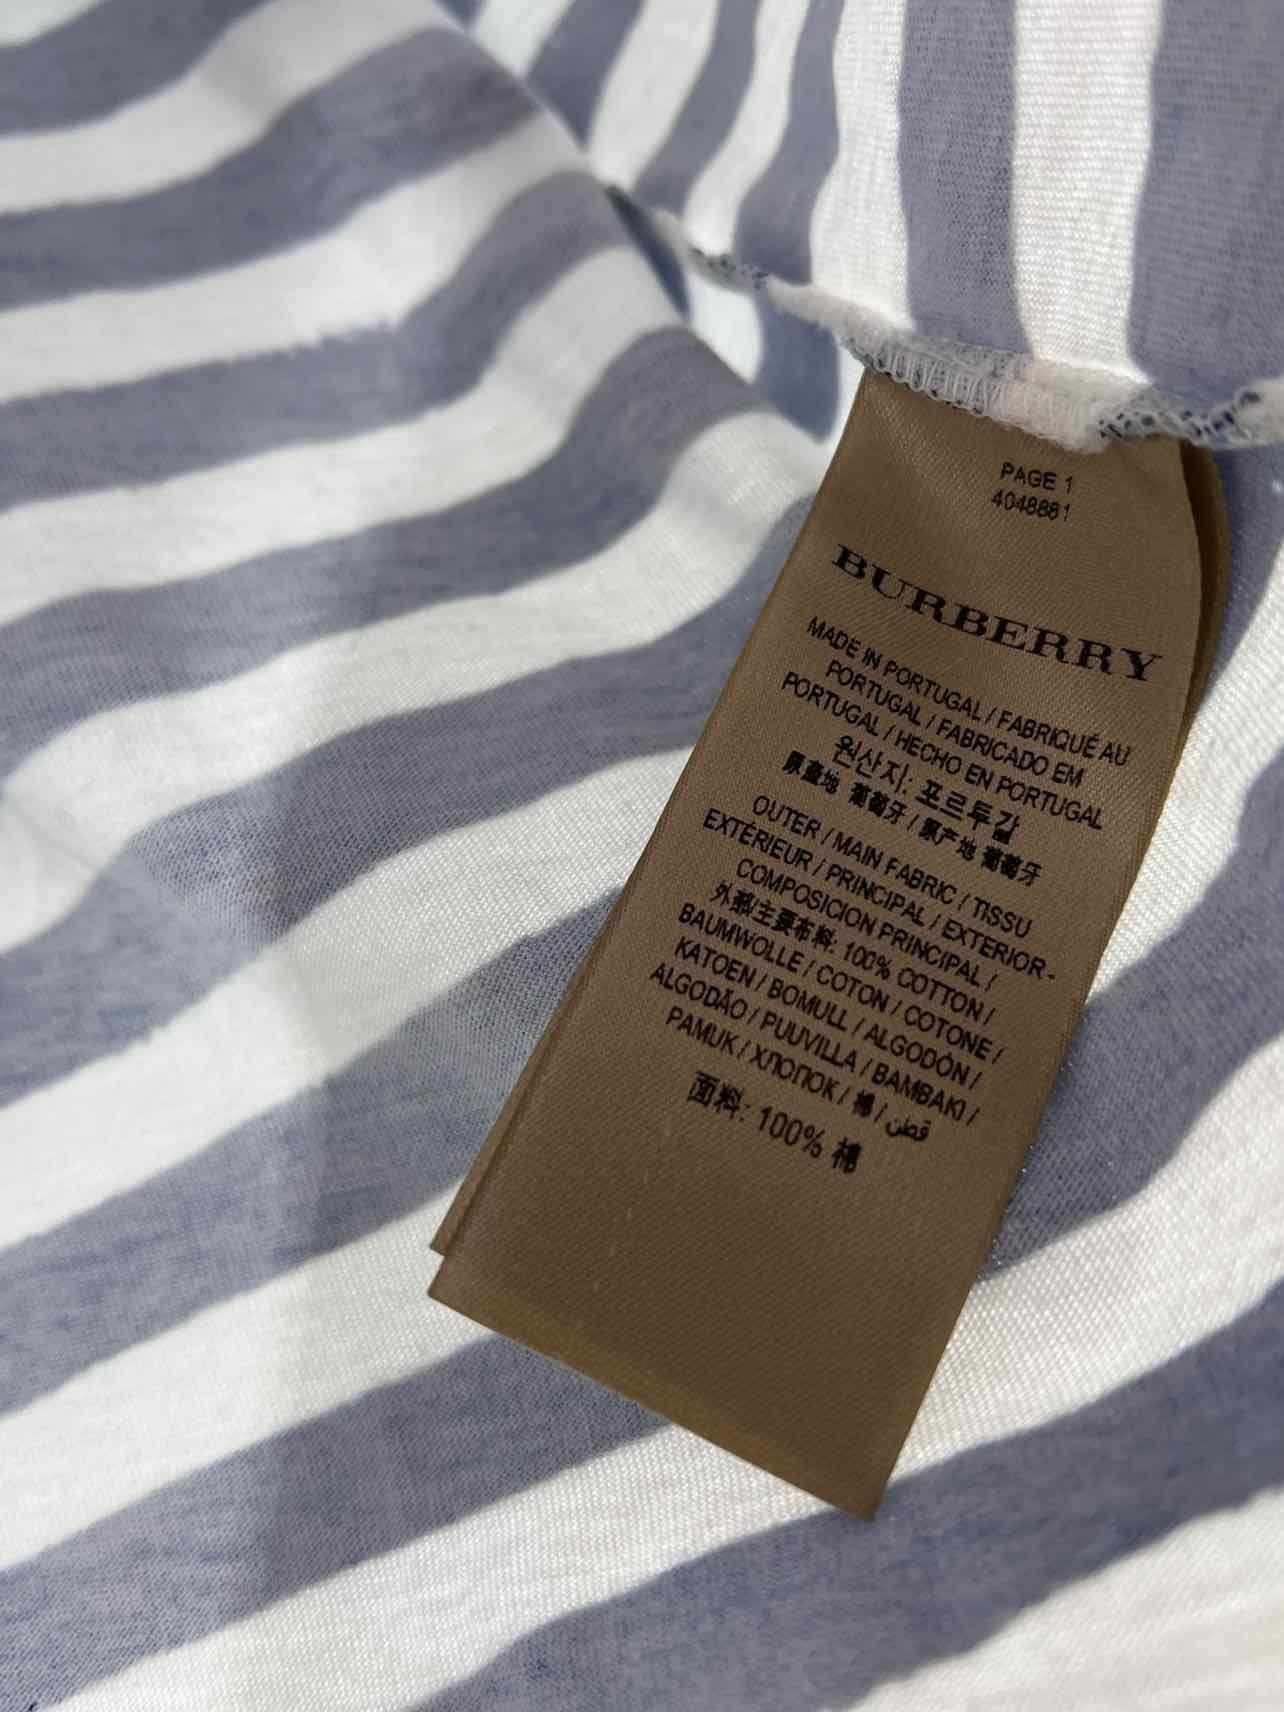 PAGE 1
4048881
BURBERRY
MADE IN PORTUGAL / FABRIQUÉ AU
PORTUGAL / FABRICADO EM
PORTUGAL / HECHO EN PORTUGAL
원산지: 포르투갈
原產地 葡萄牙 / 原产地 葡萄牙
OUTER / MAIN FABRIC / TISSU
EXTÉRIEUR / PRINCIPAL / EXTERIOR-
COMPOSICION PRINCIPAL /
外部/主要布料: 100% COTTON /
BAUMWOLLE / COTON / COTONE /
KATOEN / BOMULL / ALGODÓN /
ALGODÃO / PUUVILLA / BAMBAKI /
PAMUK / ХЛОПОК / 棉 / قطن
面料: 100% 棉